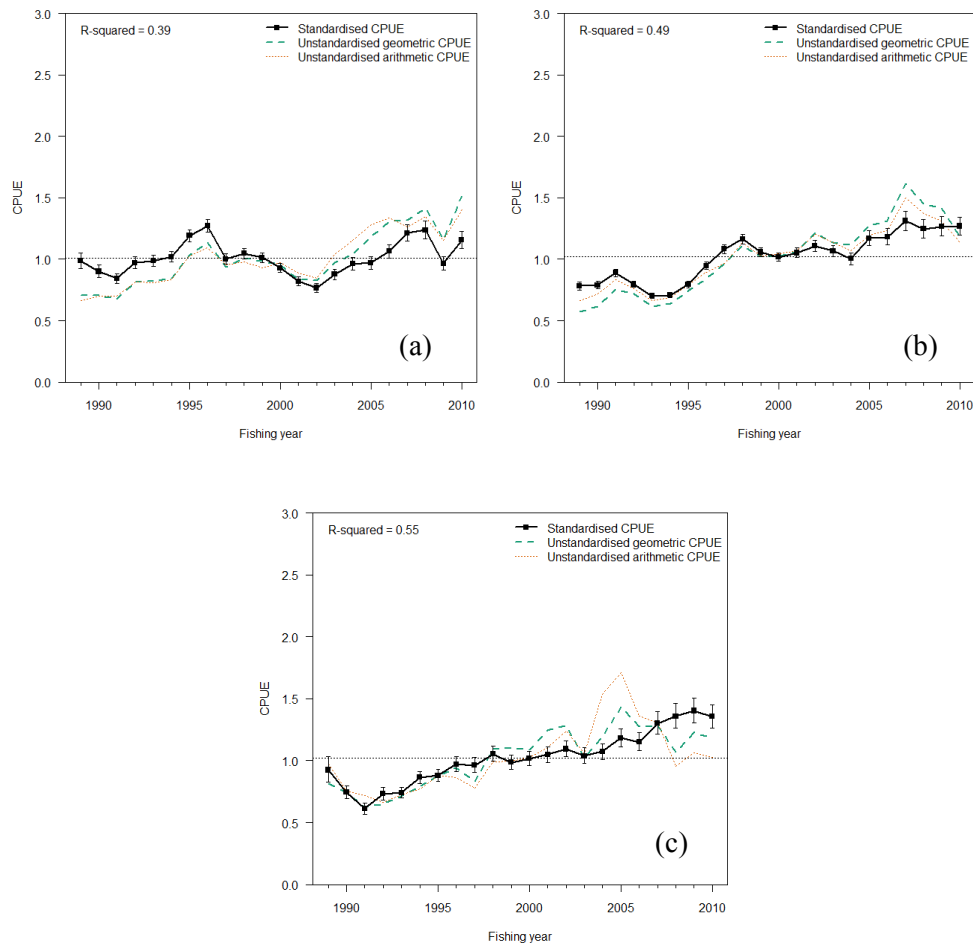 R-squared = 0.39
Standardised CPUE
Unstandardised geometric CPUE
Unstandardised arithmetic CPUE
3.0
2.5
2.0
1.5
1.0
0.5
0.0
CPUE
(a)
1990 1995 2000 2005 2010
Fishing year
R-squared = 0.49
Standardised CPUE
Unstandardised geometric CPUE
Unstandardised arithmetic CPUE
3.0
2.5
2.0
1.5
1.0
0.5
0.0
CPUE
(b)
1990 1995 2000 2005 2010
Fishing year
R-squared = 0.55
Standardised CPUE
Unstandardised geometric CPUE
Unstandardised arithmetic CPUE
3.0
2.5
2.0
1.5
1.0
0.5
0.0
CPUE
(c)
1990 1995 2000 2005 2010
Fishing year